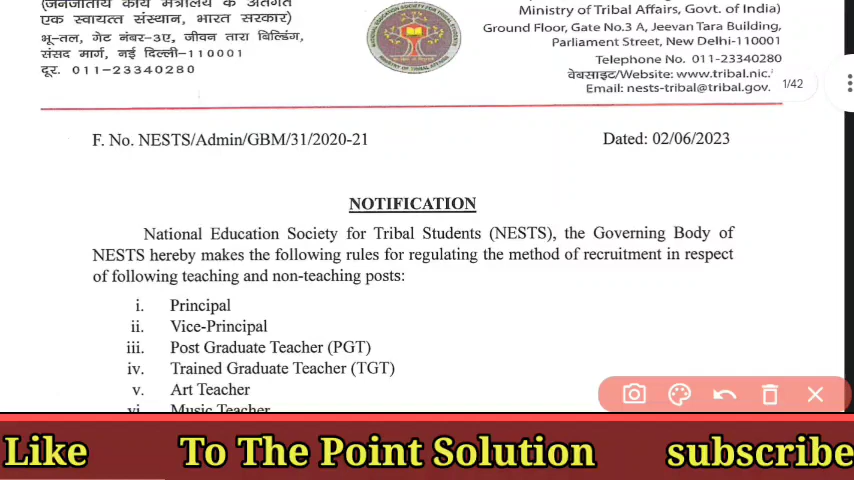 (जनजातीय कार्य मंत्रालय के अंतर्गत
एक स्वायत्त संस्थान, भारत सरकार)
भू-तल, गेट नंबर-3ए, जीवन तारा बिल्डिंग,
संसद मार्ग, नई दिल्ली-110001
दूर. 011-23340280
Ministry of Tribal Affairs, Govt. of India)
Ground Floor, Gate No.3 A, Jeevan Tara Building,
Parliament Street, New Delhi-110001
Telephone No. 011-23340280
वेबसाइट/Website: www.tribal.nic.
Email: nests-tribal@tribal.gov.
1/42
F. No. NESTS/Admin/GBM/31/2020-21
Dated: 02/06/2023
NOTIFICATION
National Education Society for Tribal Students (NESTS), the Governing Body of
NESTS hereby makes the following rules for regulating the method of recruitment in respect
of following teaching and non-teaching posts:
i. Principal
ii. Vice-Principal
iii. Post Graduate Teacher (PGT)
iv. Trained Graduate Teacher (TGT)
v. Art Teacher
vi. Music Teacher
Like To The Point Solution subscribe